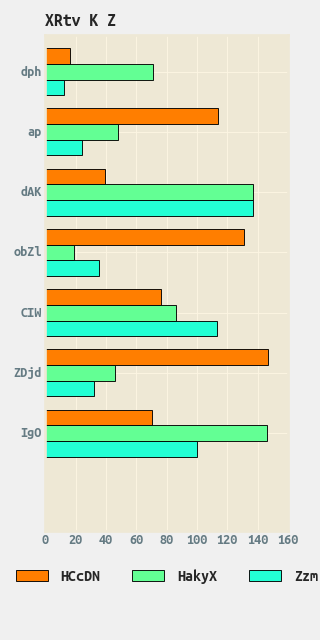 XRtv K Z
dph
ap
dAK
obZl
CIW
ZDjd
IgO
0 20 40 60 80 100 120 140 160
HCcDN HakyX Zzm